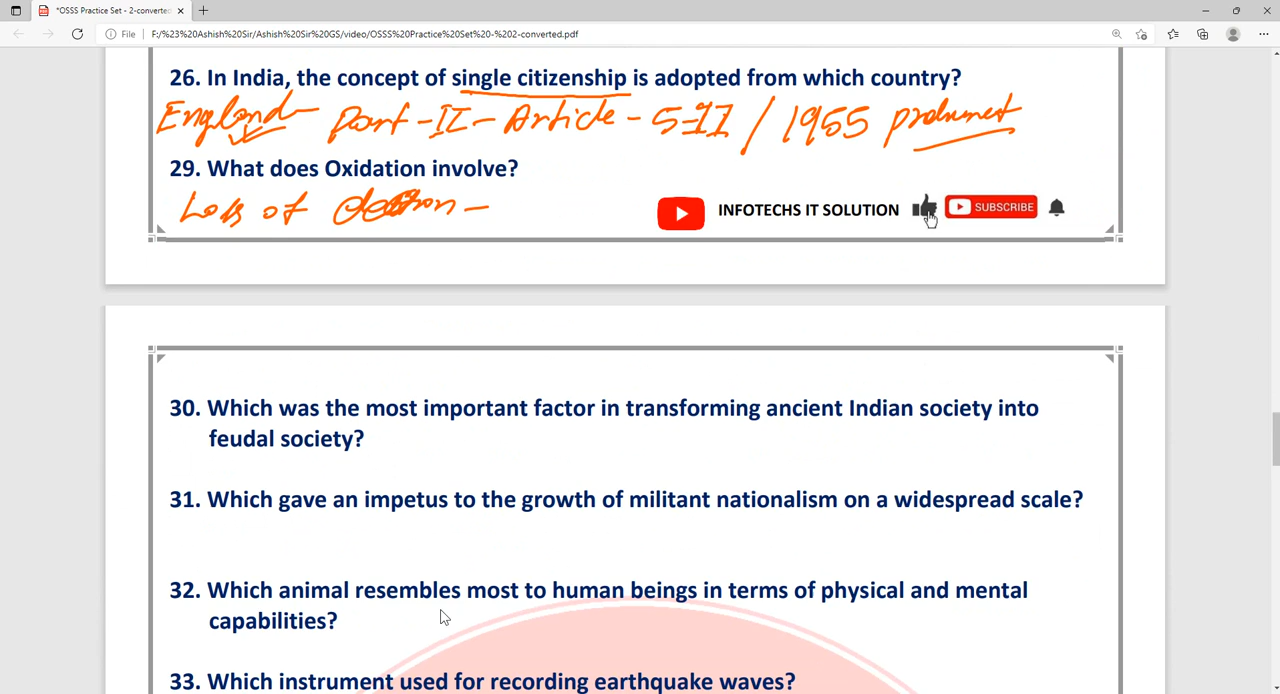 *OSSS Practice Set - 2-converted
File F:/%23%20Ashish%20Sir/Ashish%20Sir%20GS/video/OSSS%20Practice%20Set%20-%202-converted.pdf
26. In India, the concept of single citizenship is adopted from which country?
England Part-II-Article-5-11/1955
29. What does Oxidation involve?
Loss of
INFOTECHS IT SOLUTION SUBSCRIBE
30. Which was the most important factor in transforming ancient Indian society into
feudal society?
31. Which gave an impetus to the growth of militant nationalism on a widespread scale?
32. Which animal resembles most to human beings in terms of physical and mental
capabilities?
33. Which instrument used for recording earthquake waves?